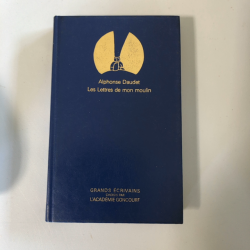 Alphonse Daudet
Les Lettres de mon moulin
GRANDS ÉCRIVAINS
CHOISIS PAR
L'ACADÉMIE GONCOURT